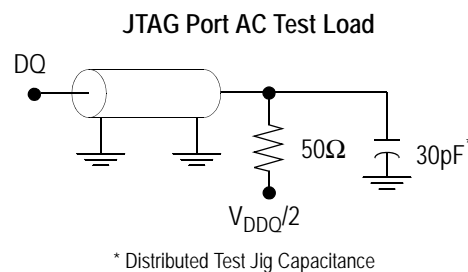 JTAG Port AC Test Load
DQ
50Ω
30pF*
VDDQ/2
* Distributed Test Jig Capacitance